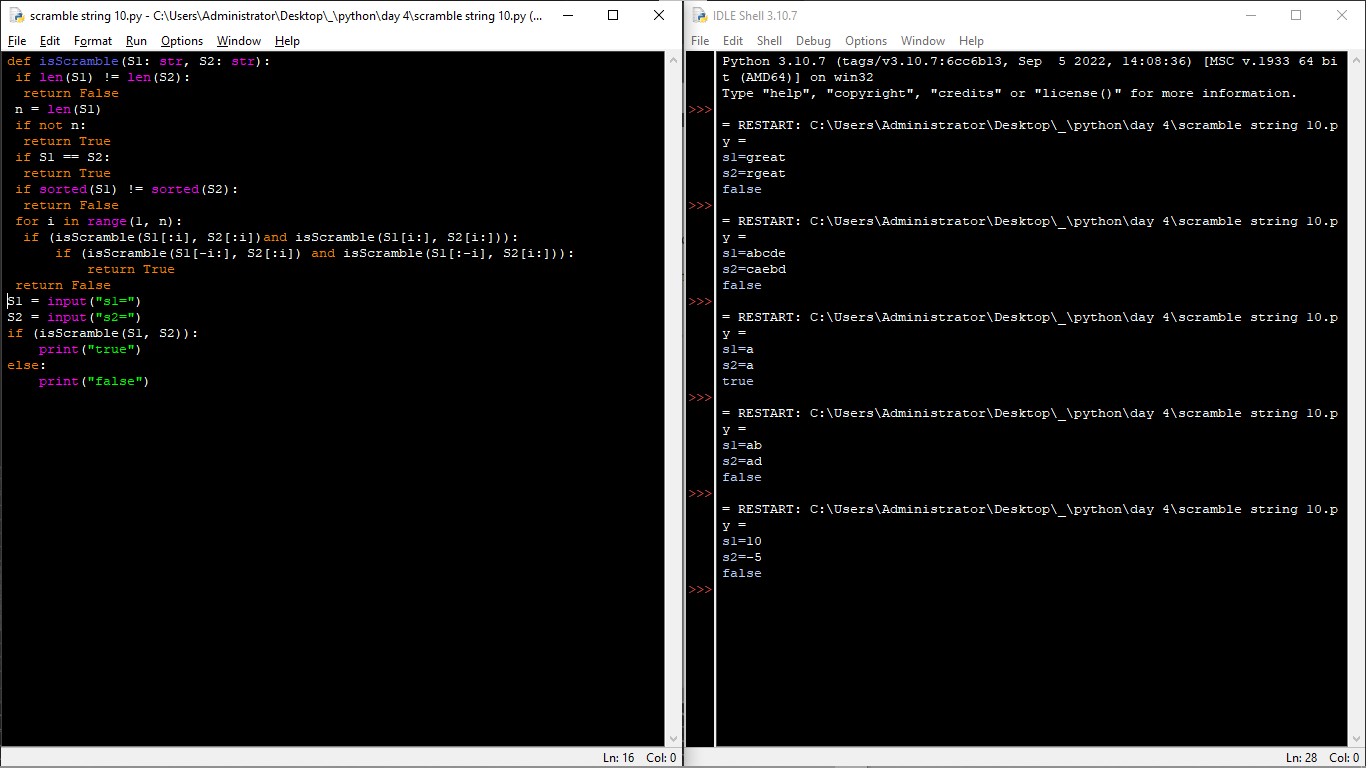 scramble string 10.py - C:\Users\Administrator\Desktop\_\python\day 4\scramble string 10.py (...
File Edit Format Run Options Window Help
def isScramble(S1: str, S2: str):
 if len(S1) != len(S2):
  return False
 n = len(S1)
 if not n:
  return True
 if S1 == S2:
  return True
 if sorted(S1) != sorted(S2):
  return False
 for i in range(1, n):
  if (isScramble(S1[:i], S2[:i])and isScramble(S1[i:], S2[i:])):
      if (isScramble(S1[-i:], S2[:i]) and isScramble(S1[:-i], S2[i:])):
          return True
 return False
S1 = input("s1=")
S2 = input("s2=")
if (isScramble(S1, S2)):
    print("true")
else:
    print("false")
Ln: 16 Col: 0
IDLE Shell 3.10.7
File Edit Shell Debug Options Window Help
Python 3.10.7 (tags/v3.10.7:6cc6b13, Sep  5 2022, 14:08:36) [MSC v.1933 64 bi
t (AMD64)] on win32
Type "help", "copyright", "credits" or "license()" for more information.
>>>
= RESTART: C:\Users\Administrator\Desktop\_\python\day 4\scramble string 10.p
y =
s1=great
s2=rgeat
false
>>>
= RESTART: C:\Users\Administrator\Desktop\_\python\day 4\scramble string 10.p
y =
s1=abcde
s2=caebd
false
>>>
= RESTART: C:\Users\Administrator\Desktop\_\python\day 4\scramble string 10.p
y =
s1=a
s2=a
true
>>>
= RESTART: C:\Users\Administrator\Desktop\_\python\day 4\scramble string 10.p
y =
s1=ab
s2=ad
false
>>>
= RESTART: C:\Users\Administrator\Desktop\_\python\day 4\scramble string 10.p
y =
s1=10
s2=-5
false
>>>
Ln: 28 Col: 0